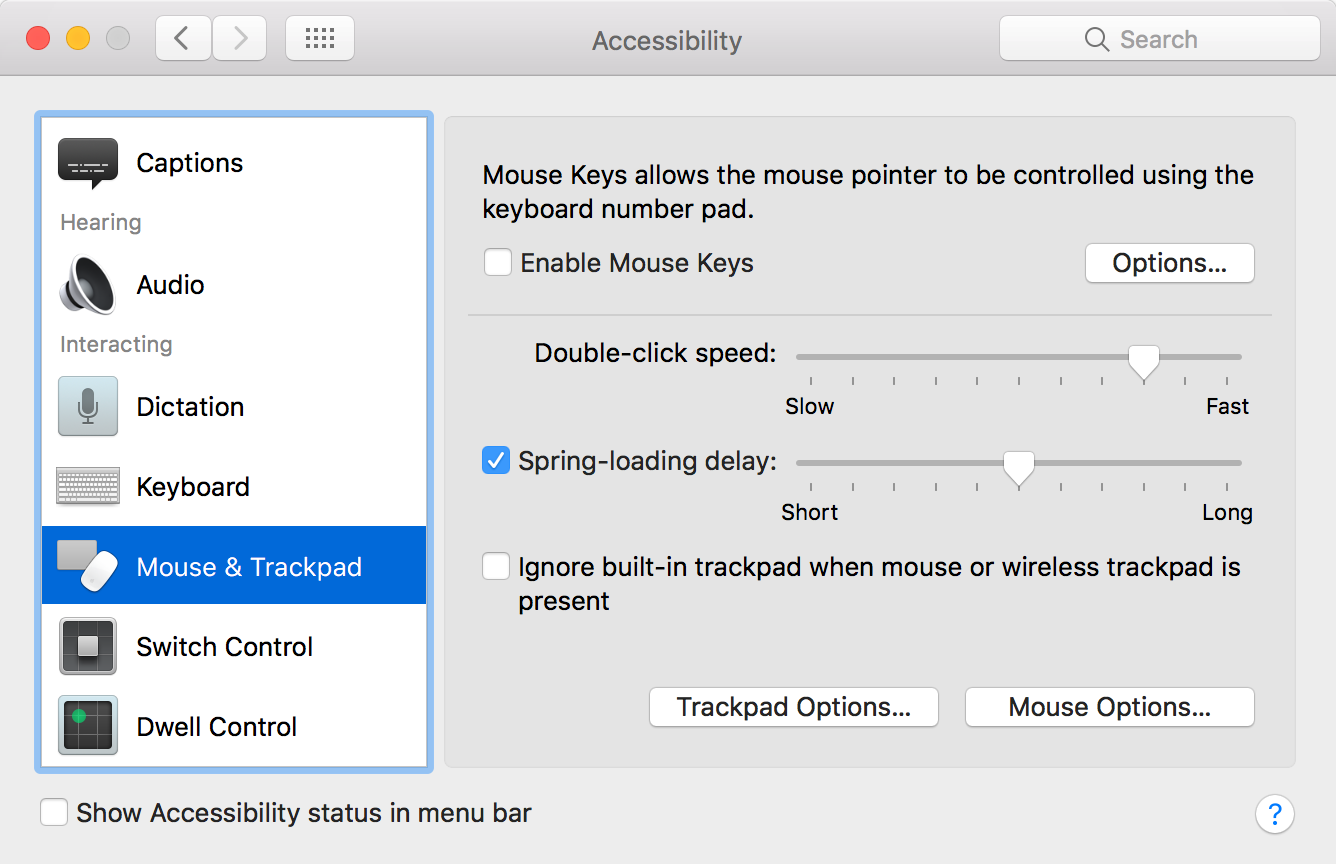 Accessibility
Search
Captions
Hearing
Audio
Interacting
Dictation
Keyboard
Mouse & Trackpad
Switch Control
Dwell Control
Mouse Keys allows the mouse pointer to be controlled using the
keyboard number pad.
Enable Mouse Keys
Options...
Double-click speed:
Slow
Fast
Spring-loading delay:
Short
Long
Ignore built-in trackpad when mouse or wireless trackpad is
present
Trackpad Options...
Mouse Options...
Show Accessibility status in menu bar
?